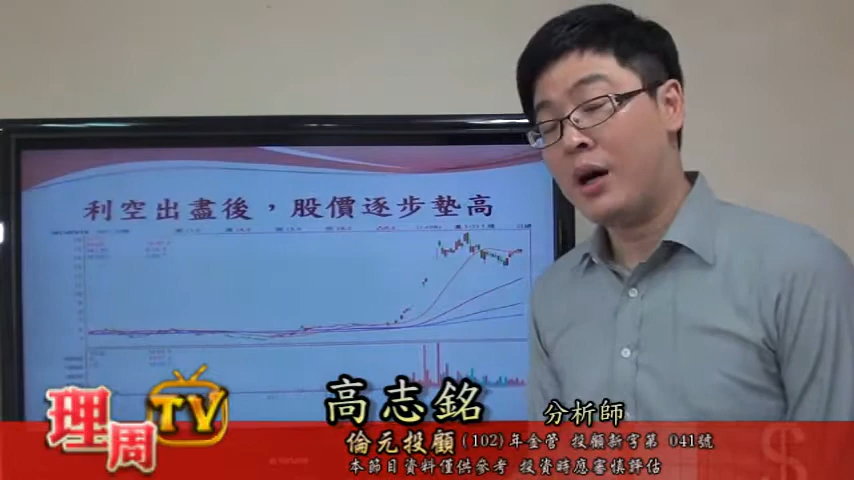 利空出盡後，股價逐步墊高
理周TV
高志銘 分析師
倫元投顧 (102)年金管 投顧新字第 041號
本節目資料僅供參考 投資時應審慎評估